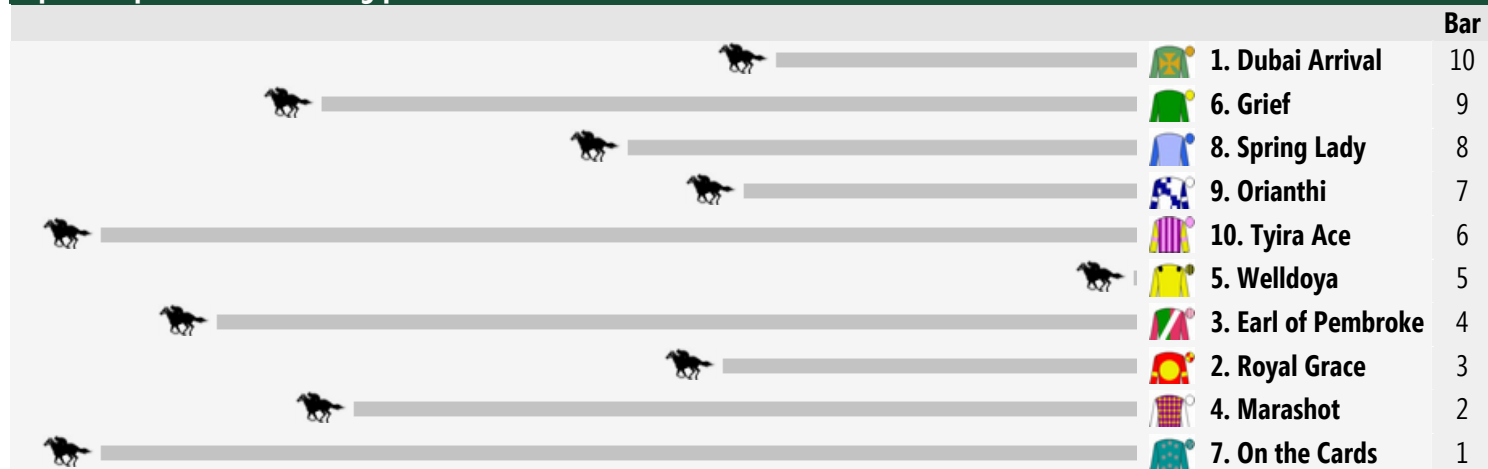 Bar
1. Dubai Arrival 10
6. Grief 9
8. Spring Lady 8
9. Orianthi 7
10. Tyira Ace 6
5. Welldoya 5
3. Earl of Pembroke 4
2. Royal Grace 3
4. Marashot 2
7. On the Cards 1